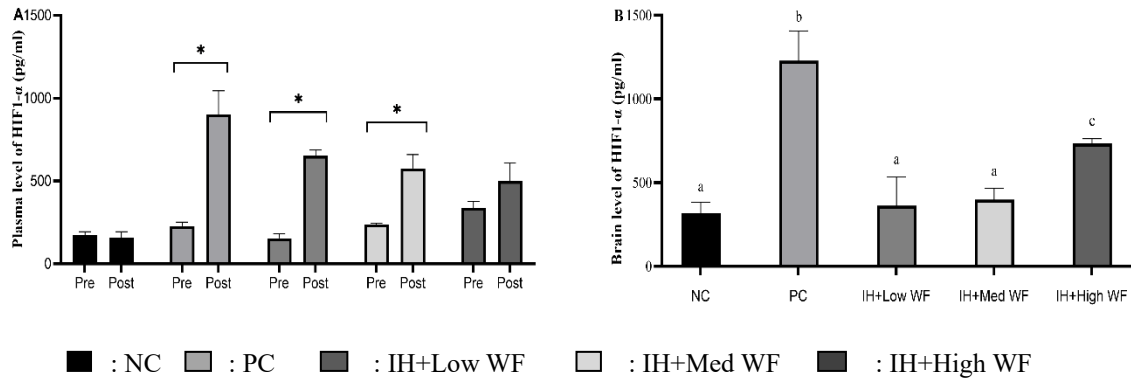 A
1500
1000
500
0
Plasma level of HIF1-α (pg/ml)
*
*
*
Pre Post Pre Post Pre Post Pre Post Pre Post
B
1500
1000
500
0
Brain level of HIF1-α (pg/ml)
a
b
a
a
c
NC PC IH+Low WF IH+Med WF IH+High WF
: NC : PC : IH+Low WF : IH+Med WF : IH+High WF